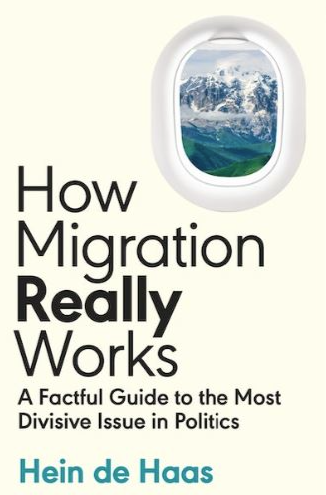 How
Migration
Really
Works
A Factful Guide to the Most
Divisive Issue in Politics
Hein de Haas